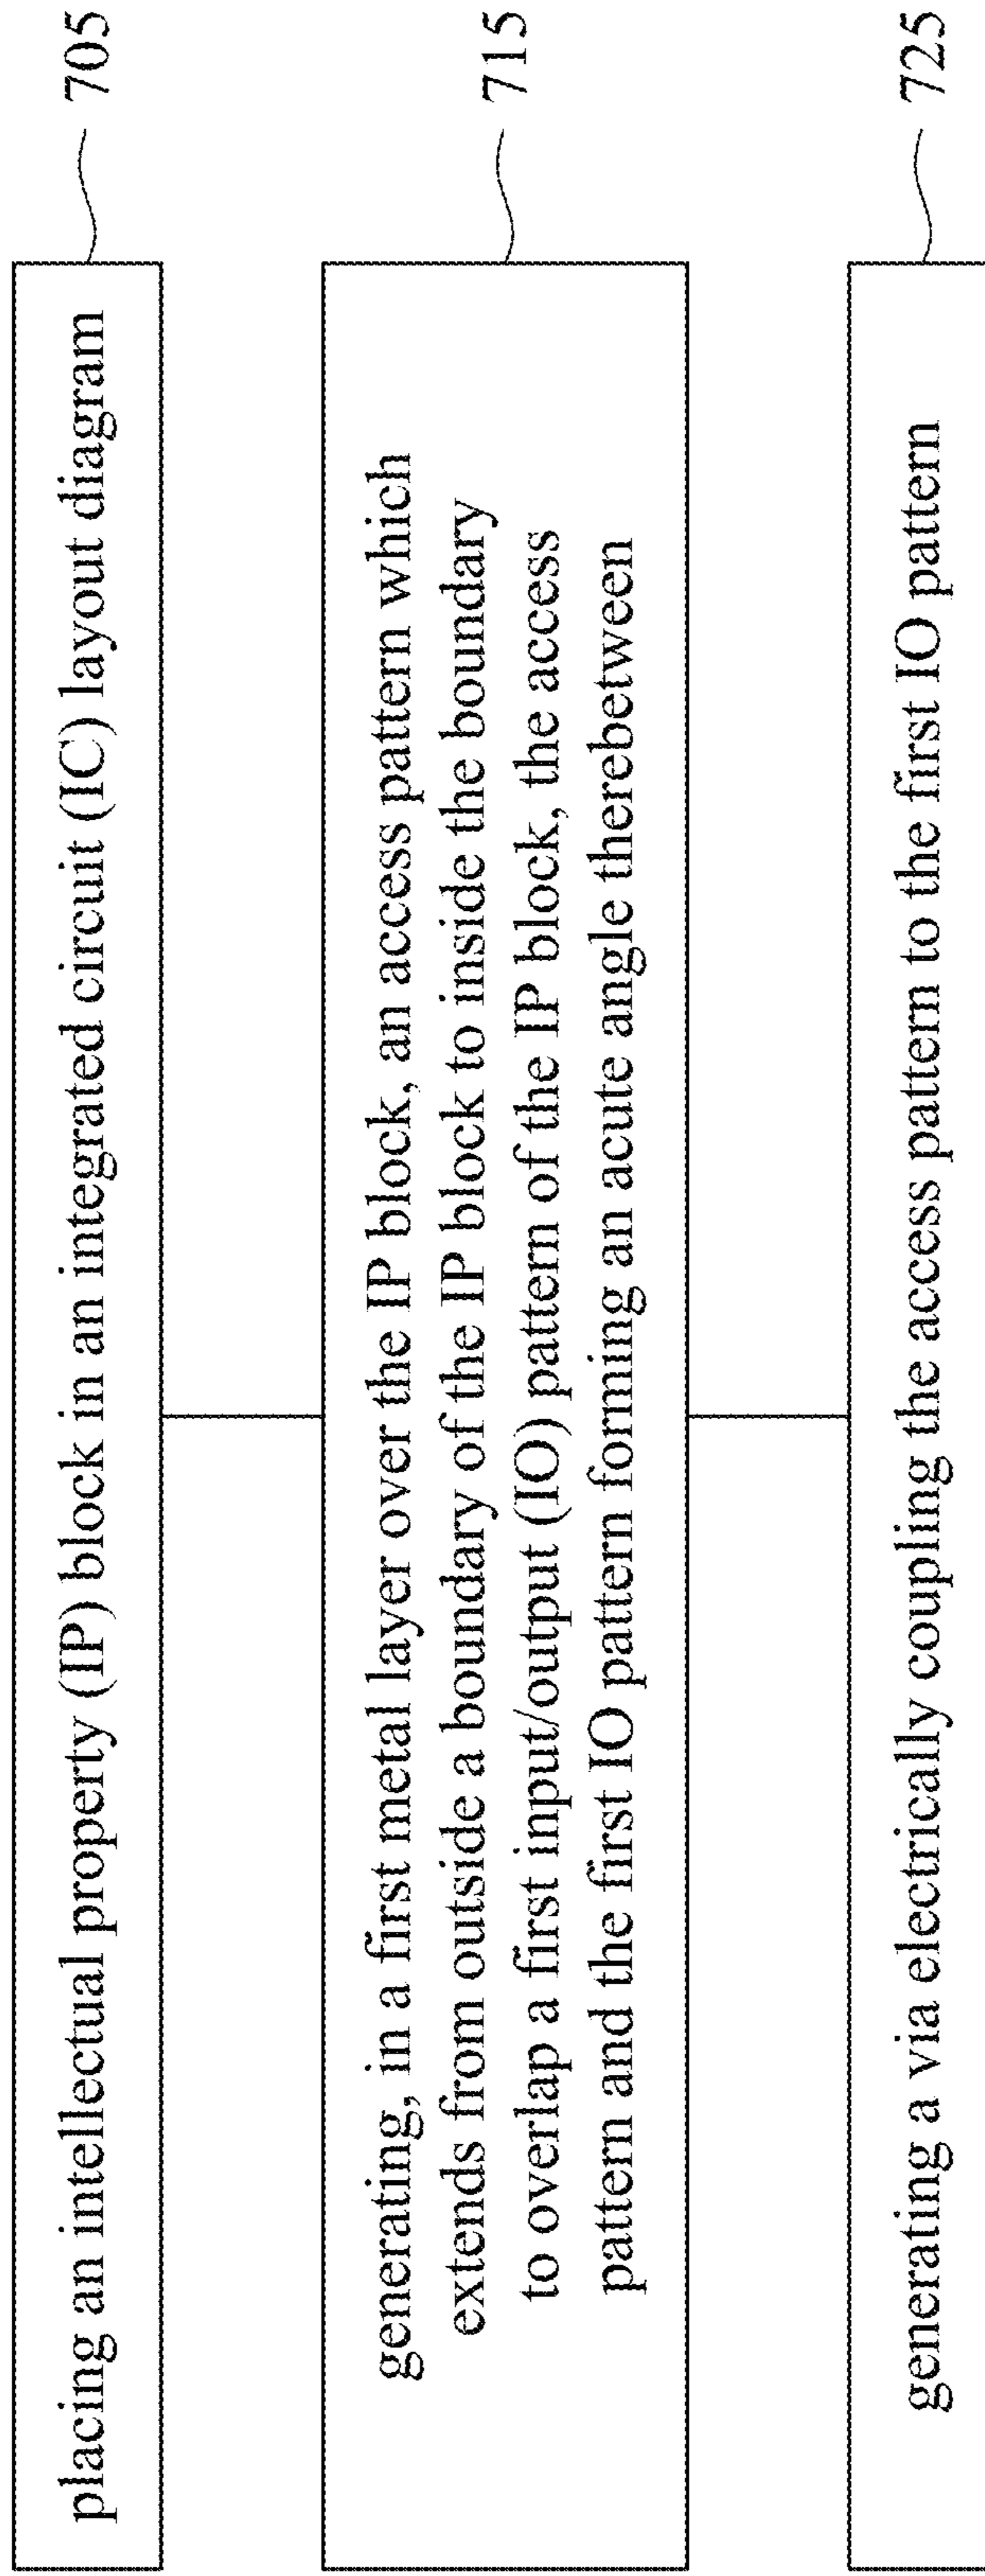 placing an intellectual property (IP) block in an integrated circuit (IC) layout diagram
705
generating, in a first metal layer over the IP block, an access pattern which
extends from outside a boundary of the IP block to inside the boundary
to overlap a first input/output (IO) pattern of the IP block, the access
pattern and the first IO pattern forming an acute angle therebetween
715
generating a via electrically coupling the access pattern to the first IO pattern
725